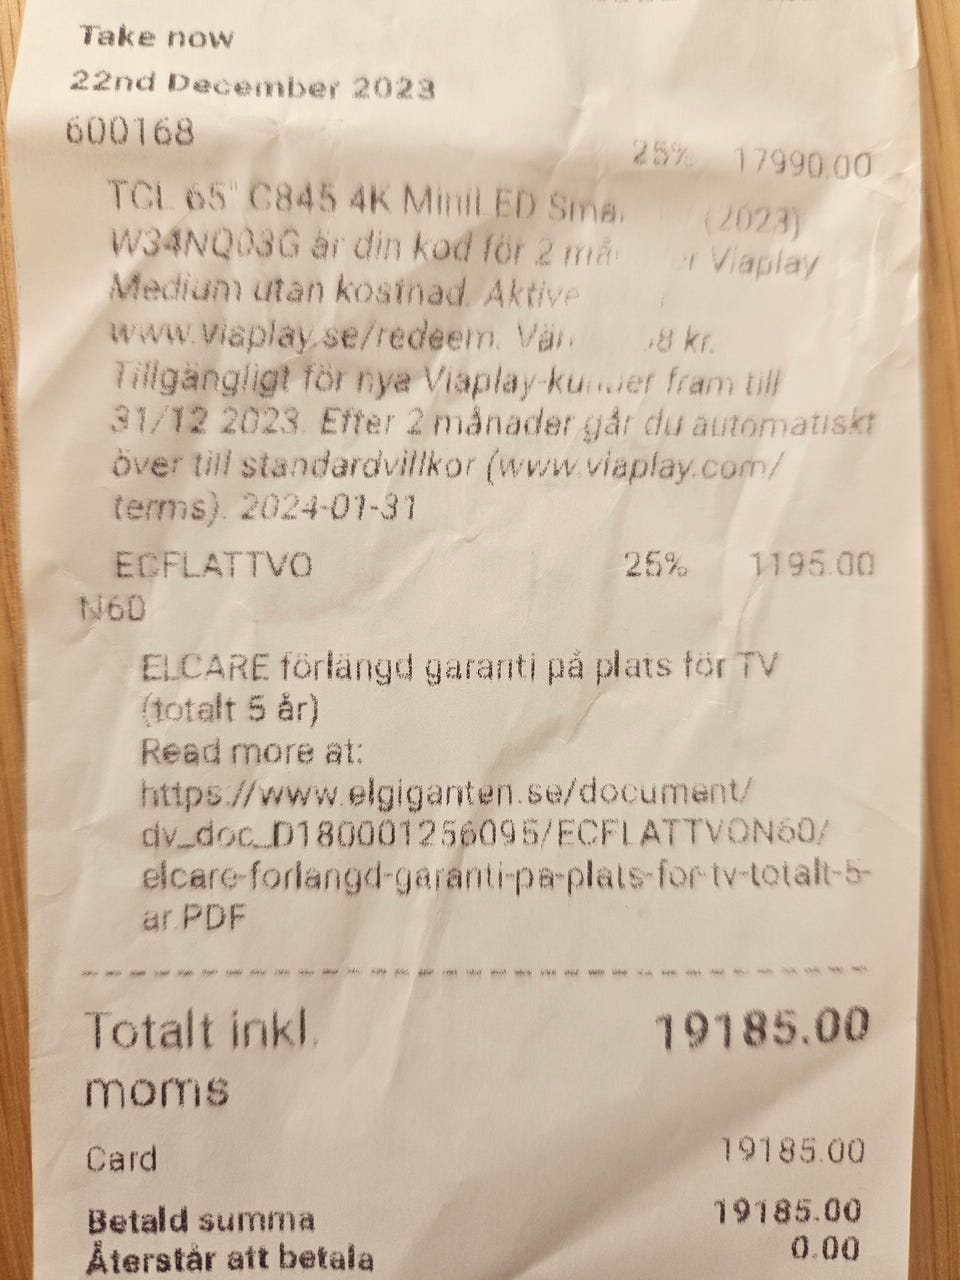 Take now
22nd December 2023
600168 25% 17990.00
TCL 65" C845 4K MiniLED (2023)
W34NQ03G är din kod för 2 Viaplay
Medium utan kostnad.
www.viaplay.se/redeem. kr.
Tillgängligt för nya Viaplay-kunder fram till
31/12 2023. Efter 2 månader går du automatiskt
över till standardvillkor (www.viaplay.com/
terms). 2024-01-31
ECFLATTVO 25% 1195.00
N60
ELCARE förlängd garanti på plats för TV
(totalt 5 år)
Read more at:
https://www.elgiganten.se/document/
dv_doc_D180001256095/ECFLATTVON60/
elcare-forlangd-garanti-pa-plats-for-tv-totalt-5-
ar.PDF
Totalt inkl. 19185.00
moms
Card 19185.00
Betald summa 19185.00
Återstår att betala 0.00